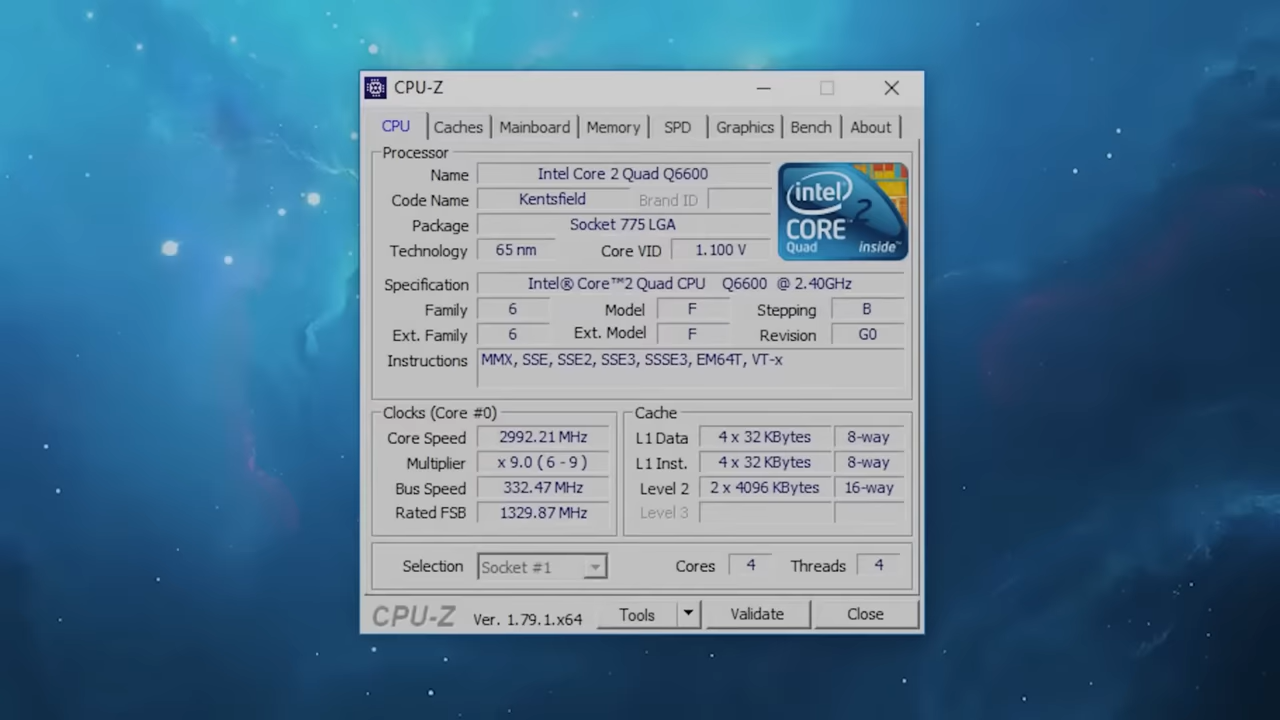 CPU-Z
CPU Caches Mainboard Memory SPD Graphics Bench About
Processor
Name Intel Core 2 Quad Q6600
Code Name Kentsfield Brand ID
Package Socket 775 LGA
Technology 65 nm Core VID 1.100 V
intel CORE 2 Quad inside™
Specification Intel® Core™2 Quad CPU Q6600 @ 2.40GHz
Family 6 Model F Stepping B
Ext. Family 6 Ext. Model F Revision G0
Instructions MMX, SSE, SSE2, SSE3, SSSE3, EM64T, VT-x
Clocks (Core #0)
Core Speed 2992.21 MHz
Multiplier x 9.0 ( 6 - 9 )
Bus Speed 332.47 MHz
Rated FSB 1329.87 MHz
Cache
L1 Data 4 x 32 KBytes 8-way
L1 Inst. 4 x 32 KBytes 8-way
Level 2 2 x 4096 KBytes 16-way
Level 3
Selection Socket #1 Cores 4 Threads 4
CPU-Z Ver. 1.79.1.x64 Tools Validate Close